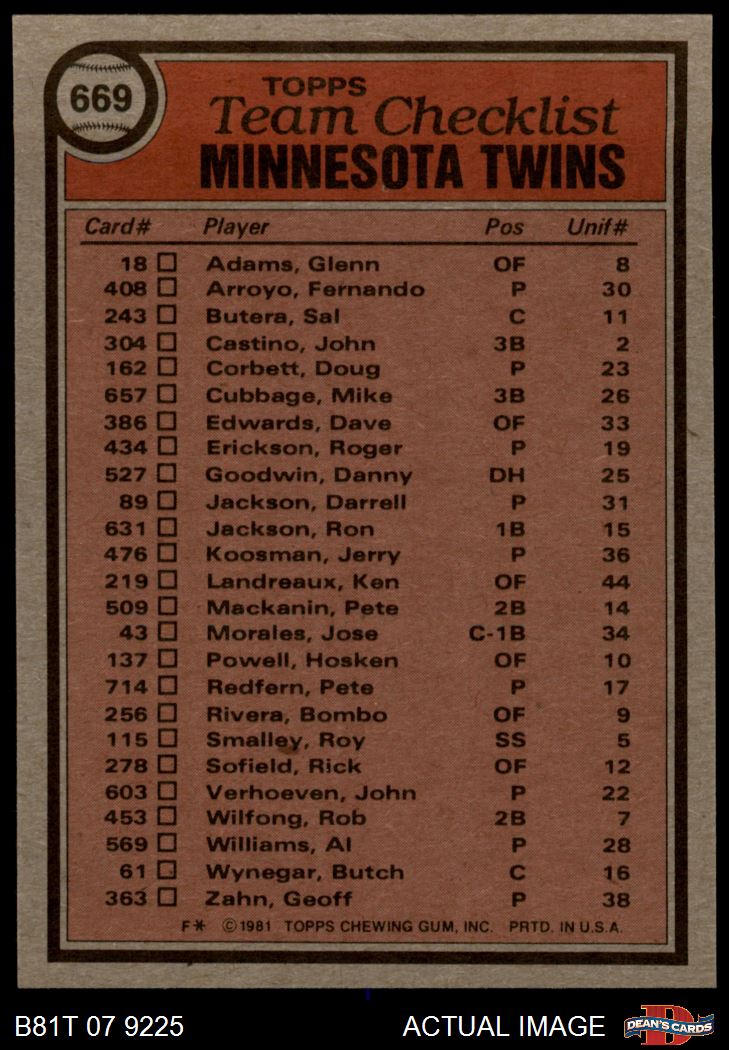 669
TOPPS
Team Checklist
MINNESOTA TWINS
Card# Player Pos Unif#
18 Adams, Glenn OF 8
408 Arroyo, Fernando P 30
243 Butera, Sal C 11
304 Castino, John 3B 2
162 Corbett, Doug P 23
657 Cubbage, Mike 3B 26
386 Edwards, Dave OF 33
434 Erickson, Roger P 19
527 Goodwin, Danny DH 25
89 Jackson, Darrell P 31
631 Jackson, Ron 1B 15
476 Koosman, Jerry P 36
219 Landreaux, Ken OF 44
509 Mackanin, Pete 2B 14
43 Morales, Jose C-1B 34
137 Powell, Hosken OF 10
714 Redfern, Pete P 17
256 Rivera, Bombo OF 9
115 Smalley, Roy SS 5
278 Sofield, Rick OF 12
603 Verhoeven, John P 22
453 Wilfong, Rob 2B 7
569 Williams, Al P 28
61 Wynegar, Butch C 16
363 Zahn, Geoff P 38
F* ©1981 TOPPS CHEWING GUM, INC. PRTD. IN U.S.A.
B81T 07 9225 ACTUAL IMAGE DEAN'S CARDS